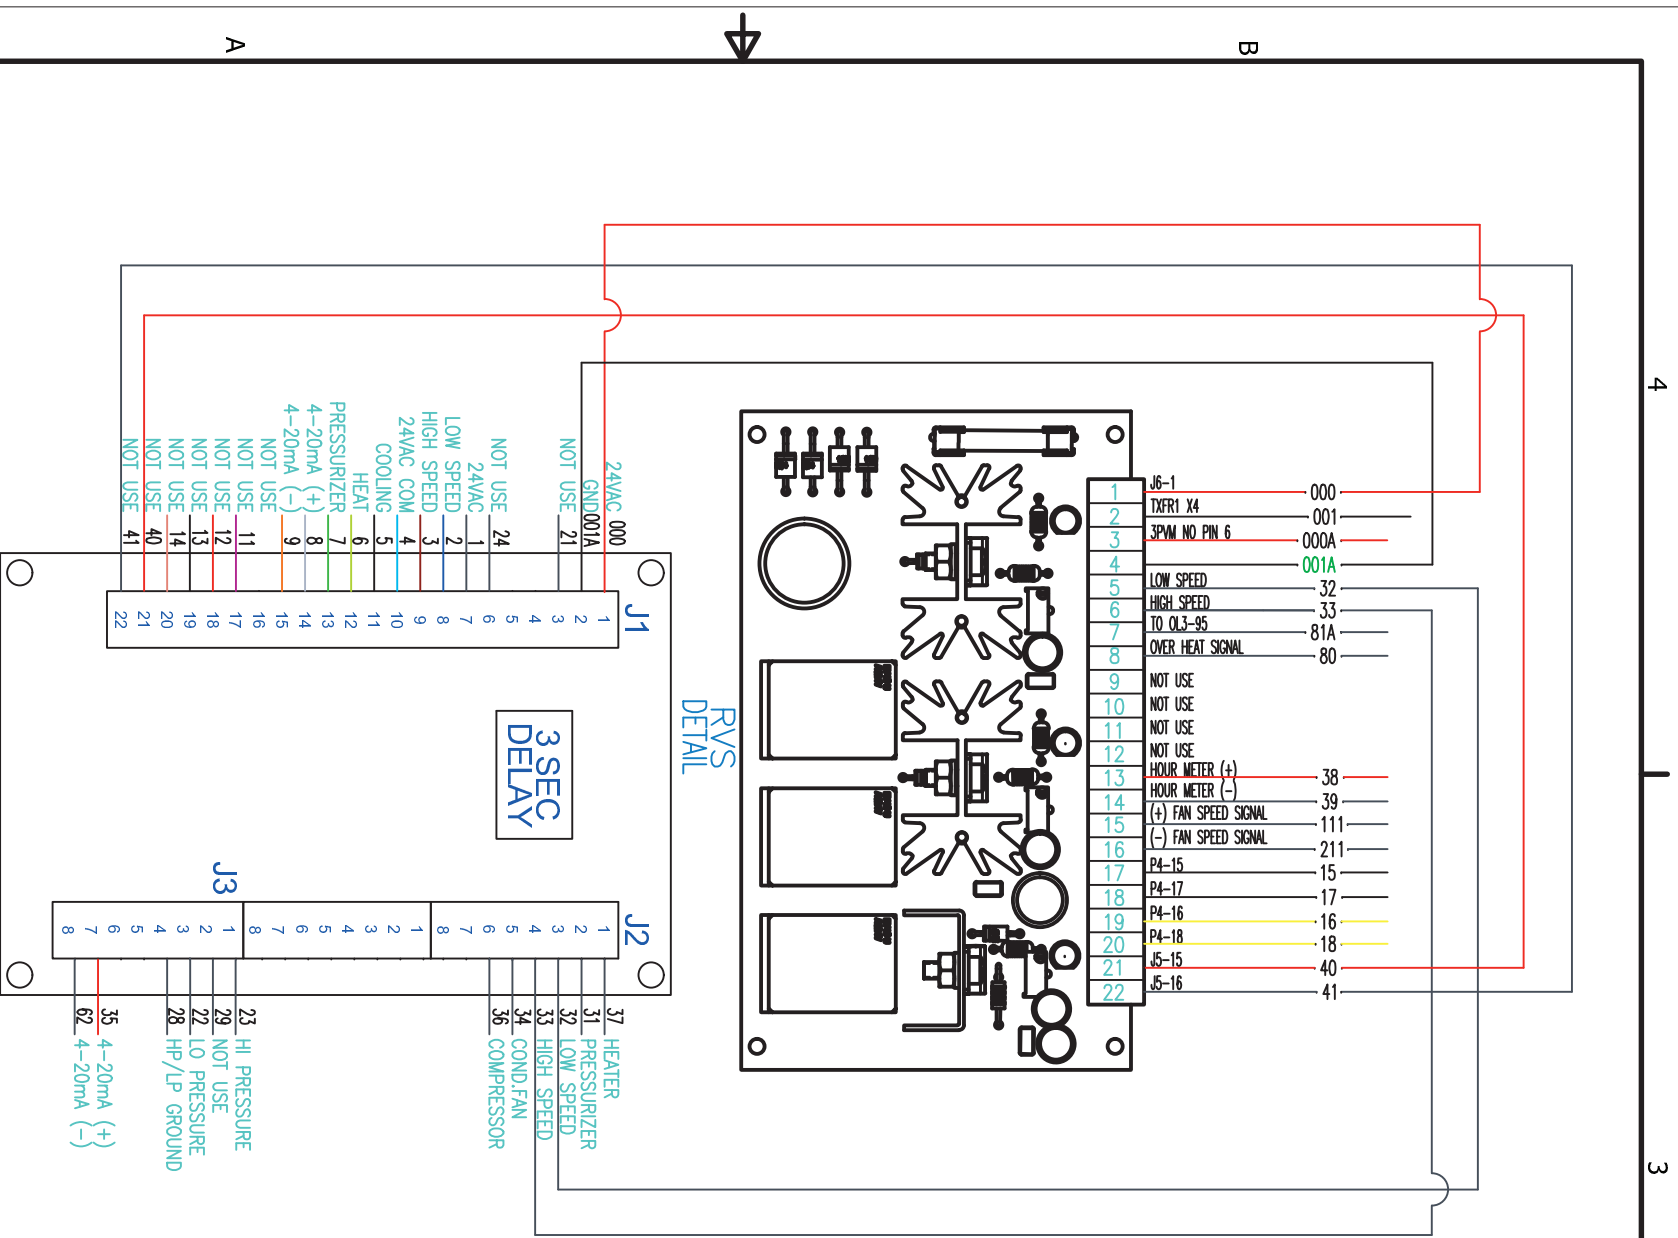 A
B
4
3
J6-1
TXFR1 X4
3PVM NO PIN 6
LOW SPEED
HIGH SPEED
TO OL3-95
OVER HEAT SIGNAL
NOT USE
NOT USE
NOT USE
NOT USE
HOUR METER (+)
HOUR METER (-)
(+) FAN SPEED SIGNAL
(-) FAN SPEED SIGNAL
P4-15
P4-17
P4-16
P4-18
J5-15
J5-16
1
2
3
4
5
6
7
8
9
10
11
12
13
14
15
16
17
18
19
20
21
22
000
001
000A
001A
32
33
81A
80
38
39
111
211
15
17
16
18
40
41
RVS
DETAIL
24VAC
GND
NOT USE
NOT USE
24VAC
LOW SPEED
HIGH SPEED
24VAC COM
COOLING
HEAT
PRESSURIZER
4-20mA (+)
4-20mA (-)
NOT USE
NOT USE
NOT USE
NOT USE
NOT USE
NOT USE
NOT USE
000
001A
21
24
1
2
3
4
5
6
7
8
9
11
12
13
14
40
41
J1
1
2
3
4
5
6
7
8
9
10
11
12
13
14
15
16
17
18
19
20
21
22
3 SEC
DELAY
J2
1
2
3
4
5
6
7
8
1
2
3
4
5
6
7
8
J3
1
2
3
4
5
6
7
8
37
31
32
33
34
36
23
29
22
28
35
62
HEATER
PRESSURIZER
LOW SPEED
HIGH SPEED
COND.FAN
COMPRESSOR
HI PRESSURE
NOT USE
LO PRESSURE
HP/LP GROUND
4-20mA (+)
4-20mA (-)